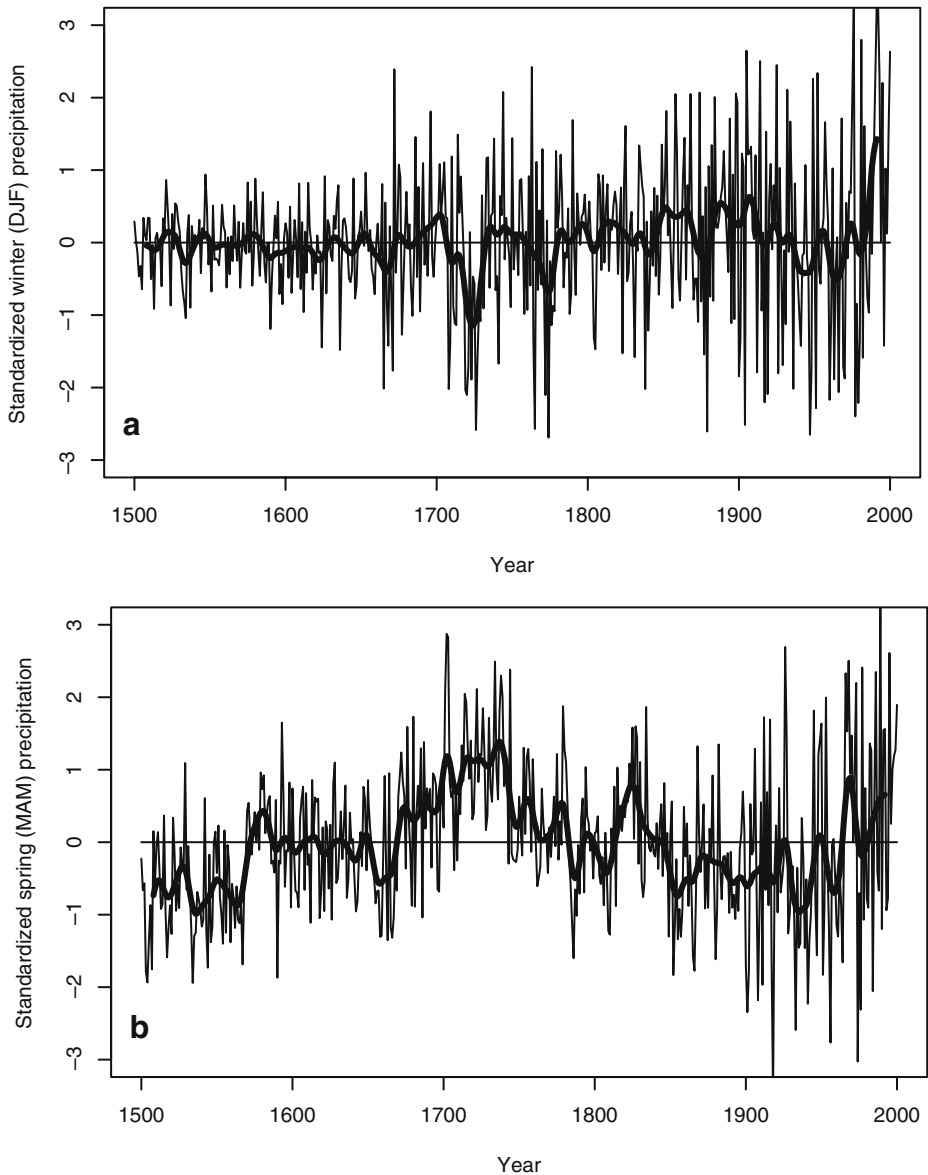 Standardized winter (DJF) precipitation
3
2
1
0
−1
−2
−3
a
1500 1600 1700 1800 1900 2000
Year
Standardized spring (MAM) precipitation
3
2
1
0
−1
−2
−3
b
1500 1600 1700 1800 1900 2000
Year